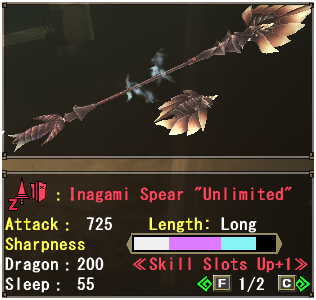 Z : Inagami Spear "Unlimited"
Attack : 725 Length: Long
Sharpness
Dragon : 200 ≪Skill Slots Up+1≫
Sleep : 55 F 1/2 C